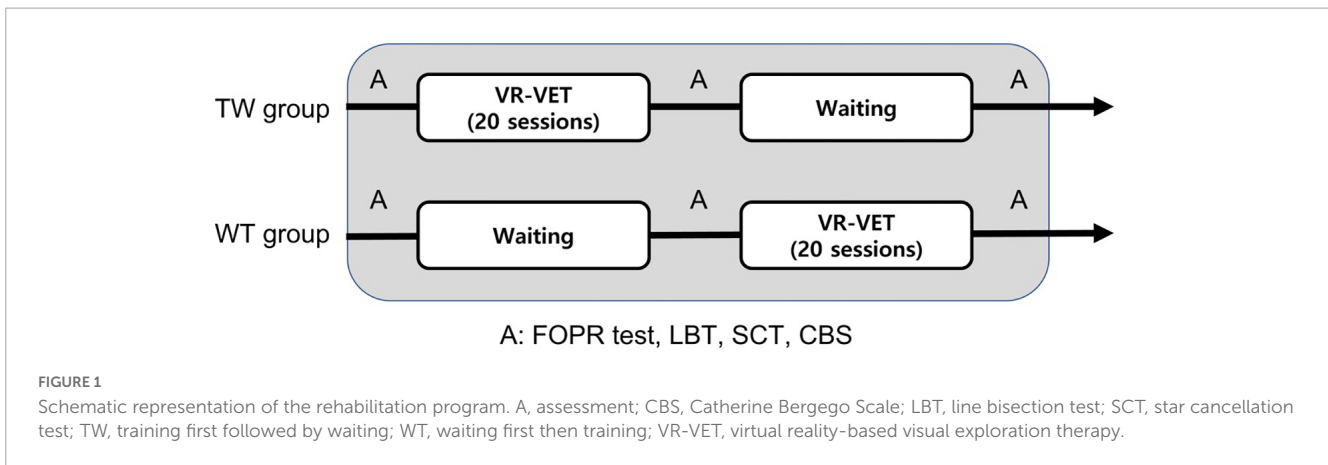 A A A
TW group VR-VET Waiting
(20 sessions)
A A A
WT group Waiting VR-VET
(20 sessions)
A: FOPR test, LBT, SCT, CBS
FIGURE 1
Schematic representation of the rehabilitation program. A, assessment; CBS, Catherine Bergego Scale; LBT, line bisection test; SCT, star cancellation
test; TW, training first followed by waiting; WT, waiting first then training; VR-VET, virtual reality-based visual exploration therapy.